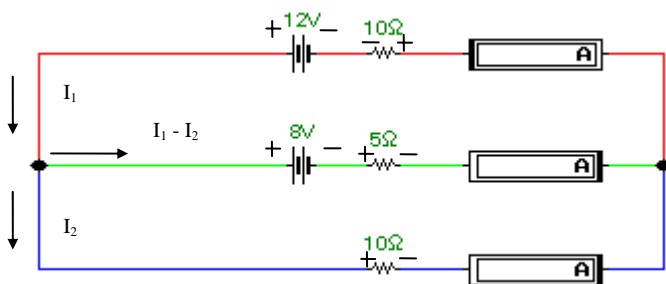 12V 10Ω
+ − − +
A
I₁
I₁ - I₂
8V 5Ω
+ − + −
A
I₂
10Ω
+ −
A